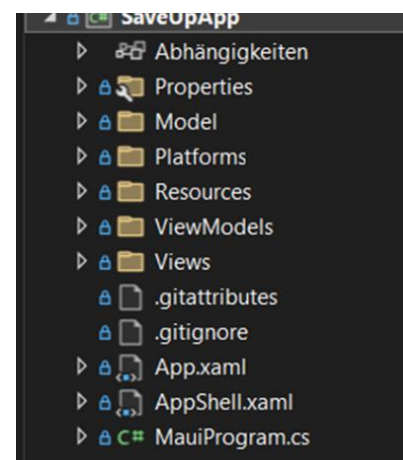 C# SaveUpApp
Abhängigkeiten
Properties
Model
Platforms
Resources
ViewModels
Views
.gitattributes
.gitignore
App.xaml
AppShell.xaml
C# MauiProgram.cs